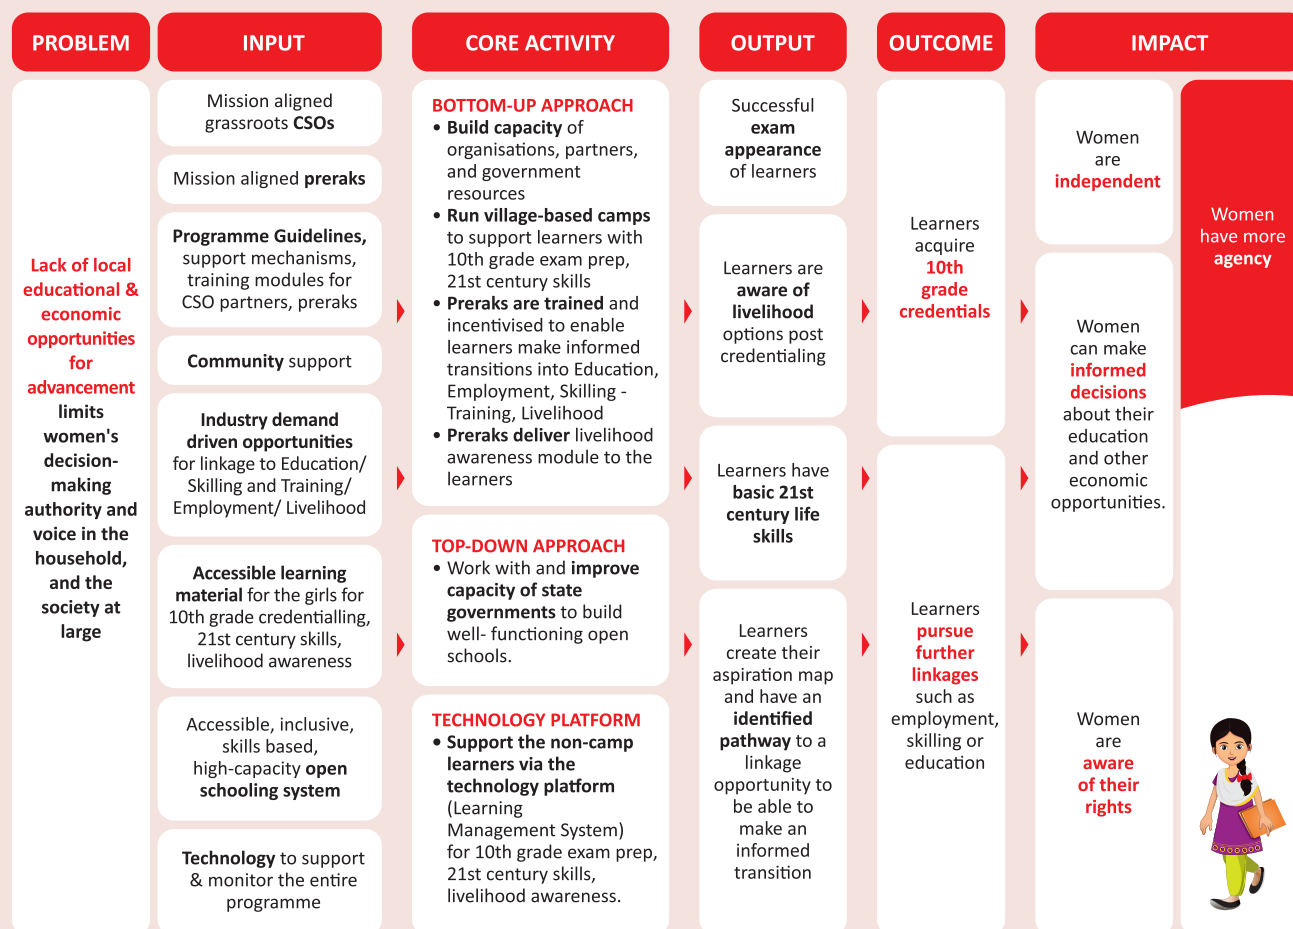 PROBLEM
INPUT
CORE ACTIVITY
OUTPUT
OUTCOME
IMPACT
Lack of local
educational &
economic
opportunities
for
advancement
limits
women's
decision-
making
authority and
voice in the
household,
and the
society at
large
Mission aligned
grassroots CSOs
Mission aligned preraks
Programme Guidelines,
support mechanisms,
training modules for
CSO partners, preraks
Community support
Industry demand
driven opportunities
for linkage to Education/
Skilling and Training/
Employment/ Livelihood
Accessible learning
material for the girls for
10th grade credentialling,
21st century skills,
livelihood awareness
Accessible, inclusive,
skills based,
high-capacity open
schooling system
Technology to support
& monitor the entire
programme
BOTTOM-UP APPROACH
• Build capacity of
organisations, partners,
and government
resources
• Run village-based camps
to support learners with
10th grade exam prep,
21st century skills
• Preraks are trained and
incentivised to enable
learners make informed
transitions into Education,
Employment, Skilling -
Training, Livelihood
• Preraks deliver livelihood
awareness module to the
learners
TOP-DOWN APPROACH
• Work with and improve
capacity of state
governments to build
well- functioning open
schools.
TECHNOLOGY PLATFORM
• Support the non-camp
learners via the
technology platform
(Learning
Management System)
for 10th grade exam prep,
21st century skills,
livelihood awareness.
Successful
exam
appearance
of learners
Learners are
aware of
livelihood
options post
credentialing
Learners have
basic 21st
century life
skills
Learners
create their
aspiration map
and have an
identified
pathway to a
linkage
opportunity to
be able to
make an
informed
transition
Learners
acquire
10th
grade
credentials
Learners
pursue
further
linkages
such as
employment,
skilling or
education
Women
are
independent
Women
can make
informed
decisions
about their
education
and other
economic
opportunities.
Women
are
aware
of their
rights
Women
have more
agency